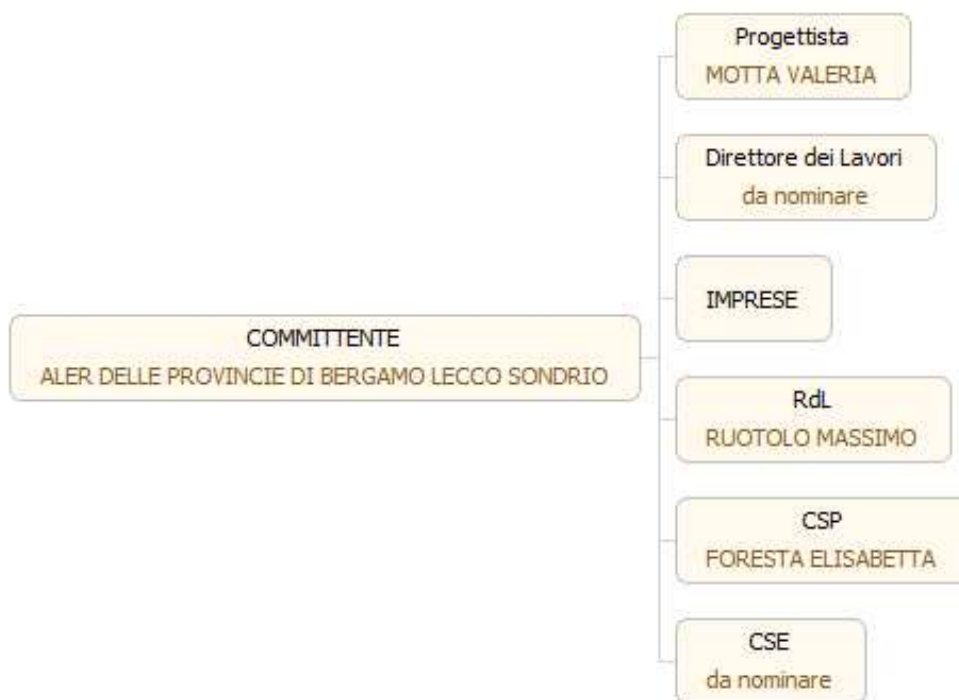 COMMITTENTE
ALER DELLE PROVINCIE DI BERGAMO LECCO SONDRIO
Progettista
MOTTA VALERIA
Direttore dei Lavori
da nominare
IMPRESE
RdL
RUOTOLO MASSIMO
CSP
FORESTA ELISABETTA
CSE
da nominare